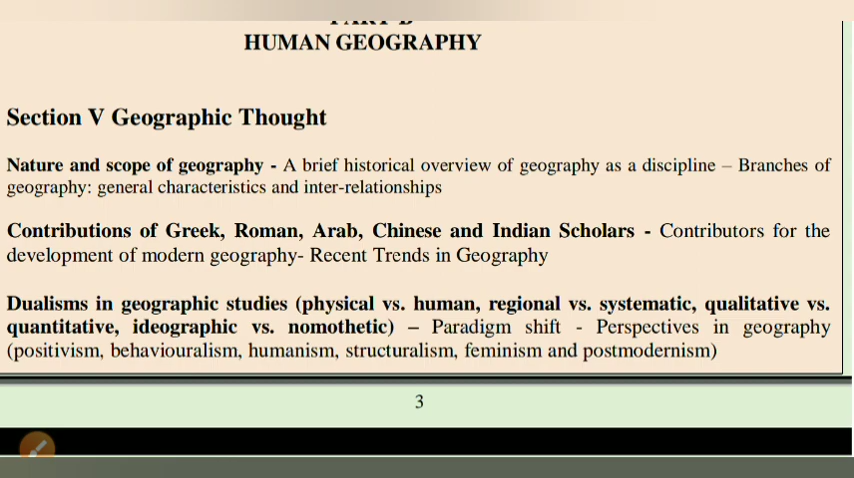 HUMAN GEOGRAPHY
Section V Geographic Thought
Nature and scope of geography - A brief historical overview of geography as a discipline – Branches of
geography: general characteristics and inter-relationships
Contributions of Greek, Roman, Arab, Chinese and Indian Scholars - Contributors for the
development of modern geography- Recent Trends in Geography
Dualisms in geographic studies (physical vs. human, regional vs. systematic, qualitative vs.
quantitative, ideographic vs. nomothetic) – Paradigm shift - Perspectives in geography
(positivism, behaviouralism, humanism, structuralism, feminism and postmodernism)
3